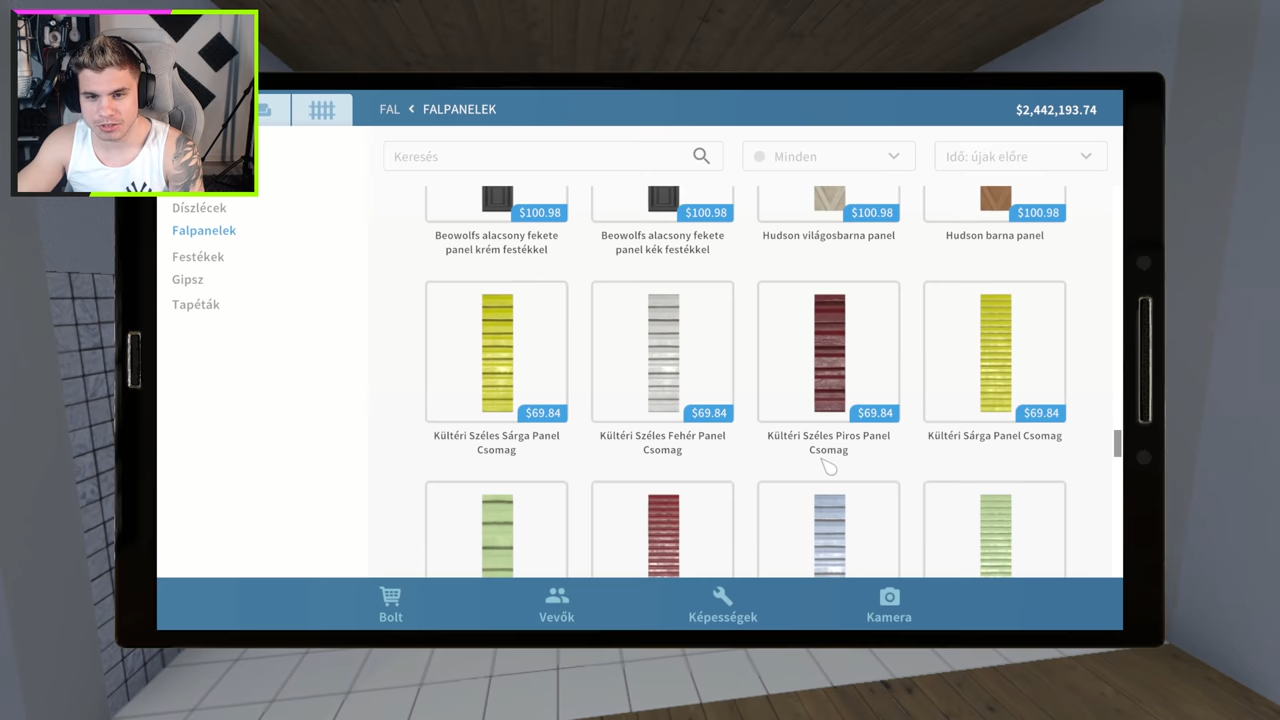 FAL < FALPANELEK
$2,442,193.74
Keresés
Minden
Idő: újak előre
Díszlécek
Falpanelek
Festékek
Gipsz
Tapéták
$100.98
$100.98
$100.98
$100.98
Beowolfs alacsony fekete
panel krém festékkel
Beowolfs alacsony fekete
panel kék festékkel
Hudson világosbarna panel
Hudson barna panel
$69.84
$69.84
$69.84
$69.84
Kültéri Széles Sárga Panel
Csomag
Kültéri Széles Fehér Panel
Csomag
Kültéri Széles Piros Panel
Csomag
Kültéri Sárga Panel Csomag
Bolt
Vevők
Képességek
Kamera